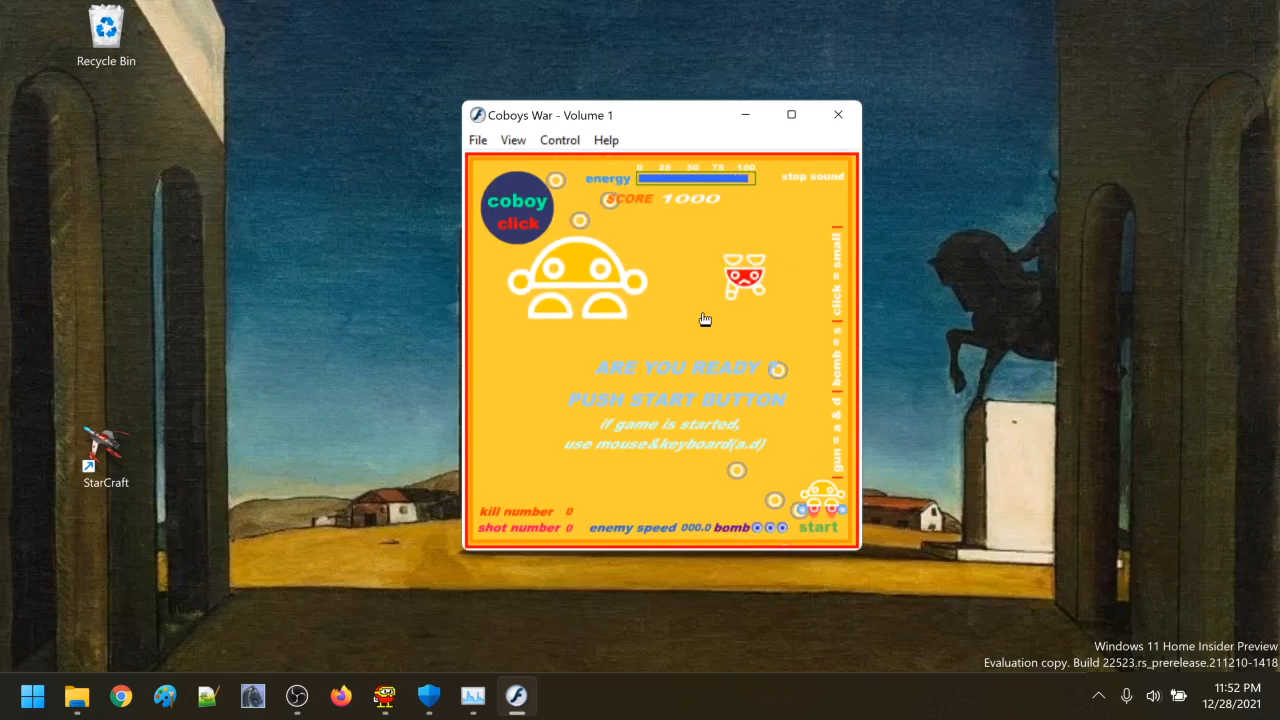 Recycle Bin
StarCraft
Coboys War - Volume 1
File View Control Help
0 25 50 75 100
energy
stop sound
coboy
click
SCORE 1000
gun = a & d | bomb = s | click = small
ARE YOU READY
PUSH START BUTTON
if game is started,
use mouse&keyboard(a.d)
kill number 0
shot number 0
enemy speed 000.0 bomb
start
Windows 11 Home Insider Preview
Evaluation copy. Build 22523.rs_prerelease.211210-1418
11:52 PM
12/28/2021